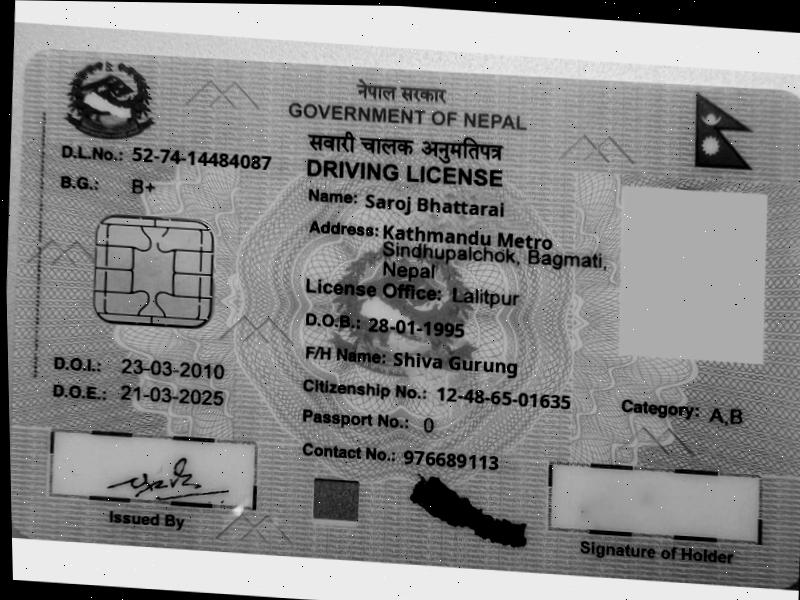 नेपाल सरकार
GOVERNMENT OF NEPAL
सवारी चालक अनुमतिपत्र
DRIVING LICENSE
D.L.No.: 52-74-14484087
B.G.: B+
Name: Saroj Bhattarai
Address: Kathmandu Metro
Sindhupalchok, Bagmati,
Nepal
License Office: Lalitpur
D.O.B.: 28-01-1995
F/H Name: Shiva Gurung
D.O.I.: 23-03-2010
D.O.E.: 21-03-2025
Citizenship No.: 12-48-65-01635
Category: A,B
Passport No.: 0
Contact No.: 976689113
Issued By
Signature of Holder